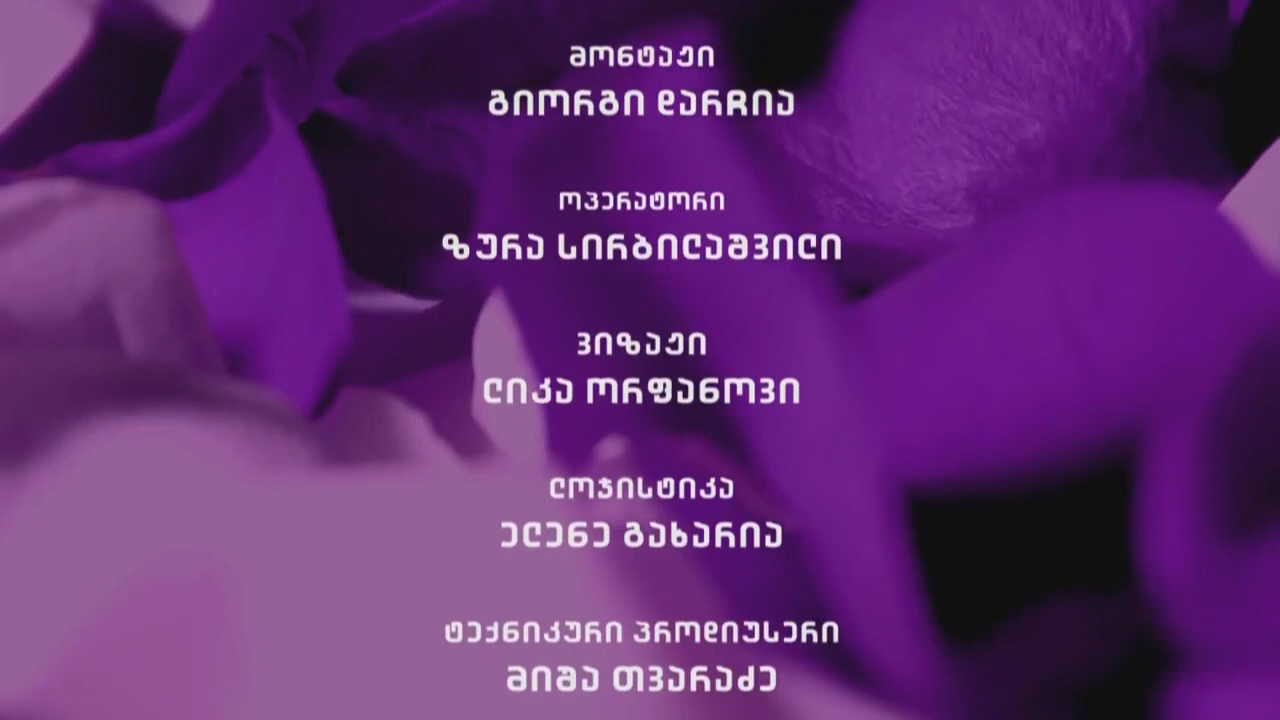 მონტაჟი
გიორგი დარჩია
ოპერატორი
ზურა სირბილაშვილი
ვიზაჟი
ლიკა ორფანოვი
ლოჯისტიკა
ელენე გახარია
ტექნიკური პროდიუსერი
მიშა თვარაძე